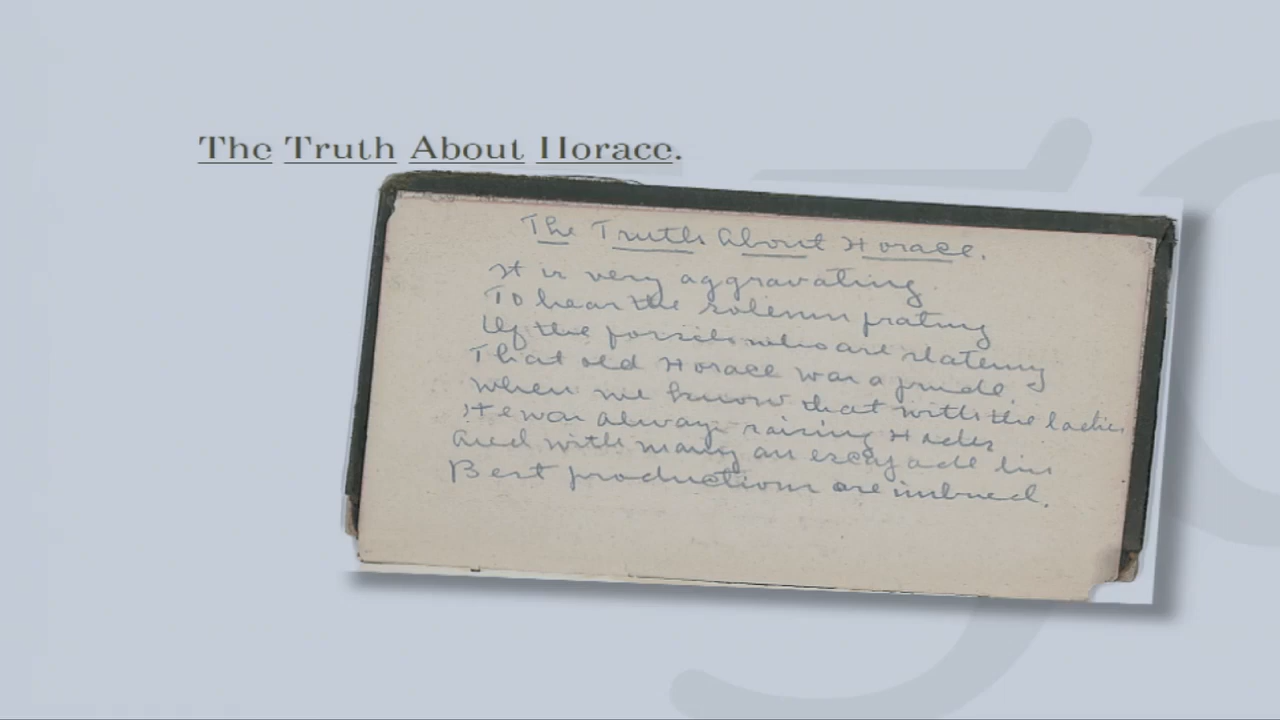 The Truth About Horace.
The Truth About Horace.
It is very aggravating
To hear the solemn prating
Of the fossils who are stating
That old Horace was a prude.
When we know that with the ladies
He was always raising Hades
And with many an escapade his
Best productions are imbued.